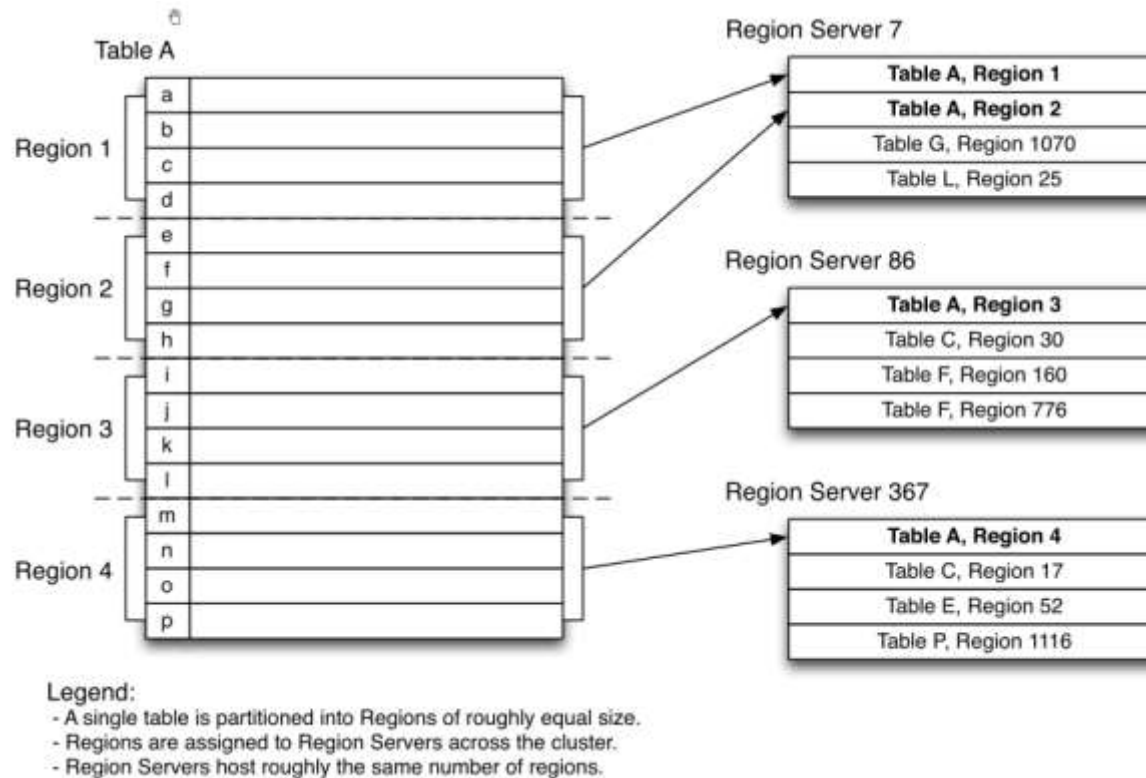 Table A
Region 1
a
b
c
d
Region 2
e
f
g
h
Region 3
i
j
k
l
Region 4
m
n
o
p
Region Server 7
Table A, Region 1
Table A, Region 2
Table G, Region 1070
Table L, Region 25
Region Server 86
Table A, Region 3
Table C, Region 30
Table F, Region 160
Table F, Region 776
Region Server 367
Table A, Region 4
Table C, Region 17
Table E, Region 52
Table P, Region 1116
Legend:
- A single table is partitioned into Regions of roughly equal size.
- Regions are assigned to Region Servers across the cluster.
- Region Servers host roughly the same number of regions.